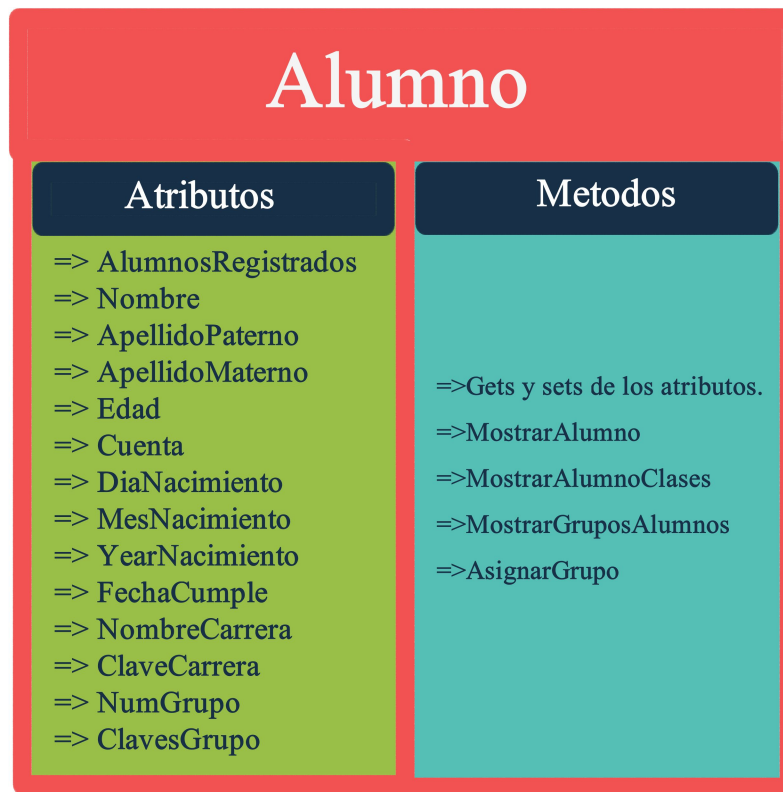 Alumno
Atributos
=> AlumnosRegistrados
=> Nombre
=> ApellidoPaterno
=> ApellidoMaterno
=> Edad
=> Cuenta
=> DiaNacimiento
=> MesNacimiento
=> YearNacimiento
=> FechaCumple
=> NombreCarrera
=> ClaveCarrera
=> NumGrupo
=> ClavesGrupo
Metodos
=>Gets y sets de los atributos.
=>MostrarAlumno
=>MostrarAlumnoClases
=>MostrarGruposAlumnos
=>AsignarGrupo